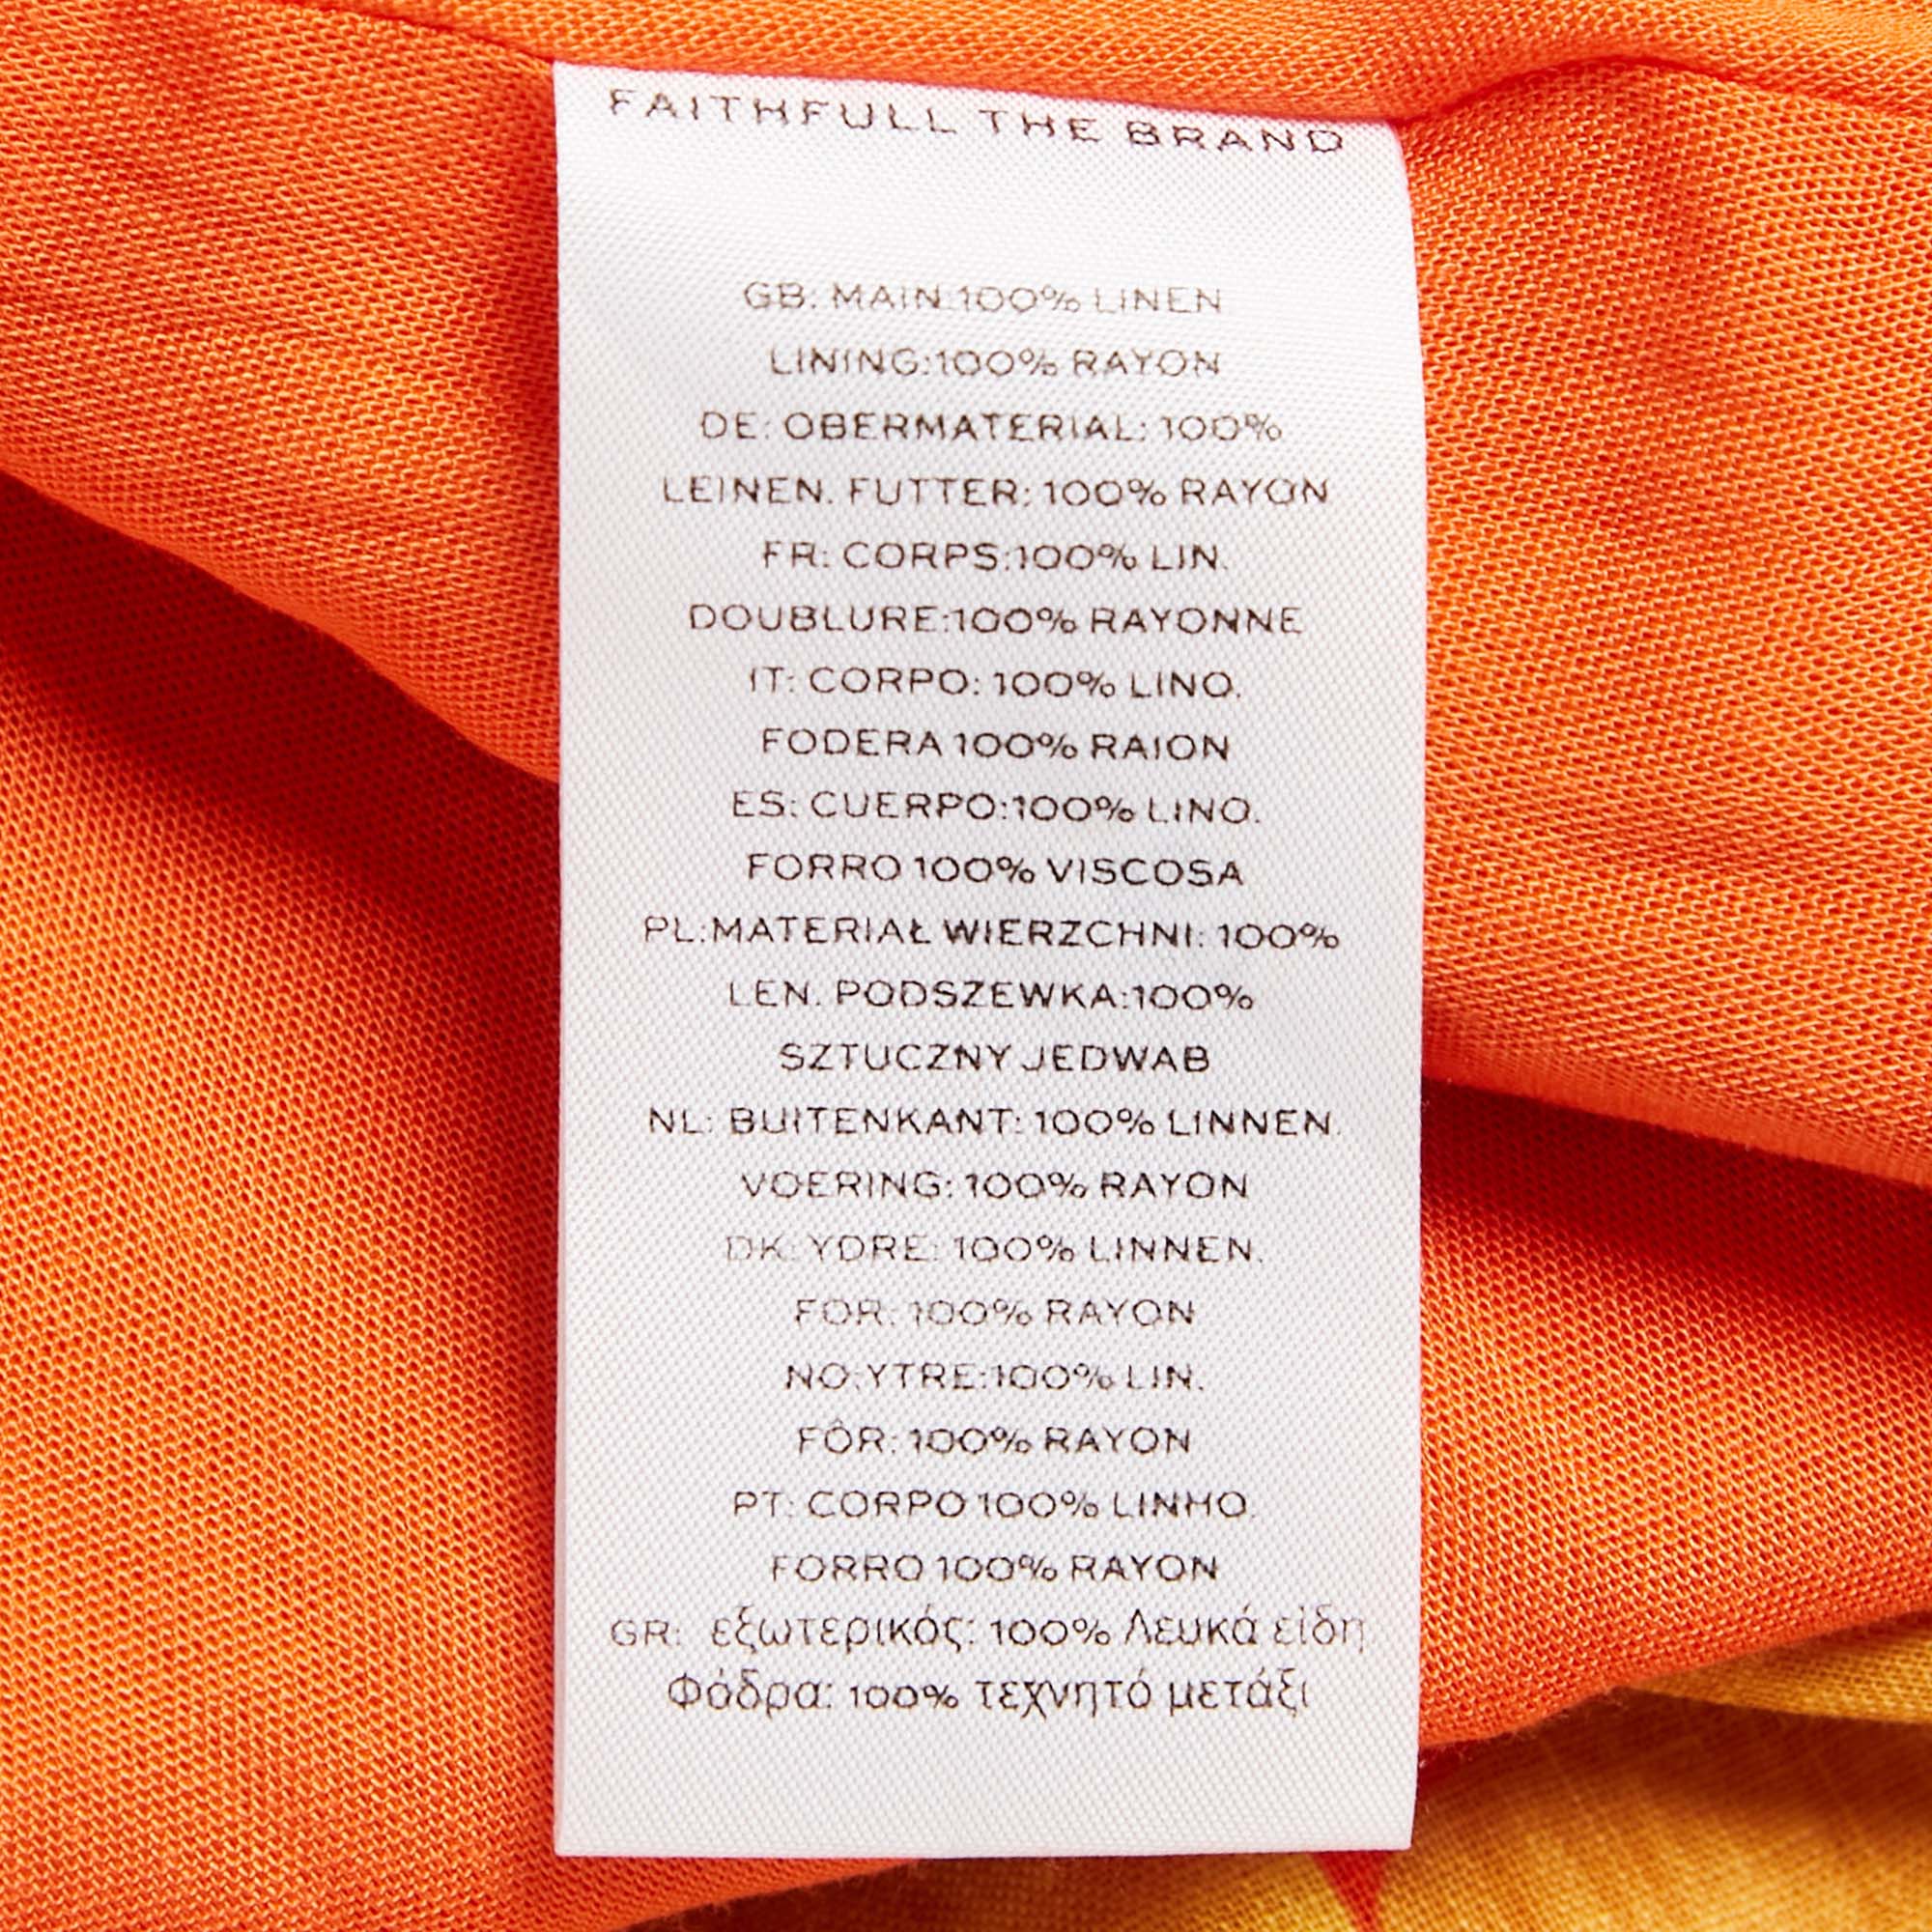 FAITHFULL THE BRAND
GB: MAIN:100% LINEN
LINING:100% RAYON
DE: OBERMATERIAL: 100%
LEINEN. FUTTER: 100% RAYON
FR: CORPS:100% LIN.
DOUBLURE:100% RAYONNE
IT: CORPO: 100% LINO.
FODERA 100% RAION
ES: CUERPO:100% LINO.
FORRO 100% VISCOSA
PL:MATERIAŁ WIERZCHNI: 100%
LEN. PODSZEWKA:100%
SZTUCZNY JEDWAB
NL: BUITENKANT: 100% LINNEN.
VOERING: 100% RAYON
DK: YDRE: 100% LINNEN.
FOR: 100% RAYON
NO:YTRE:100% LIN.
FÔR: 100% RAYON
PT: CORPO 100% LINHO.
FORRO 100% RAYON
GR: εξωτερικός: 100% Λευκά είδη.
Φόδρα: 100% τεχνητό μετάξι